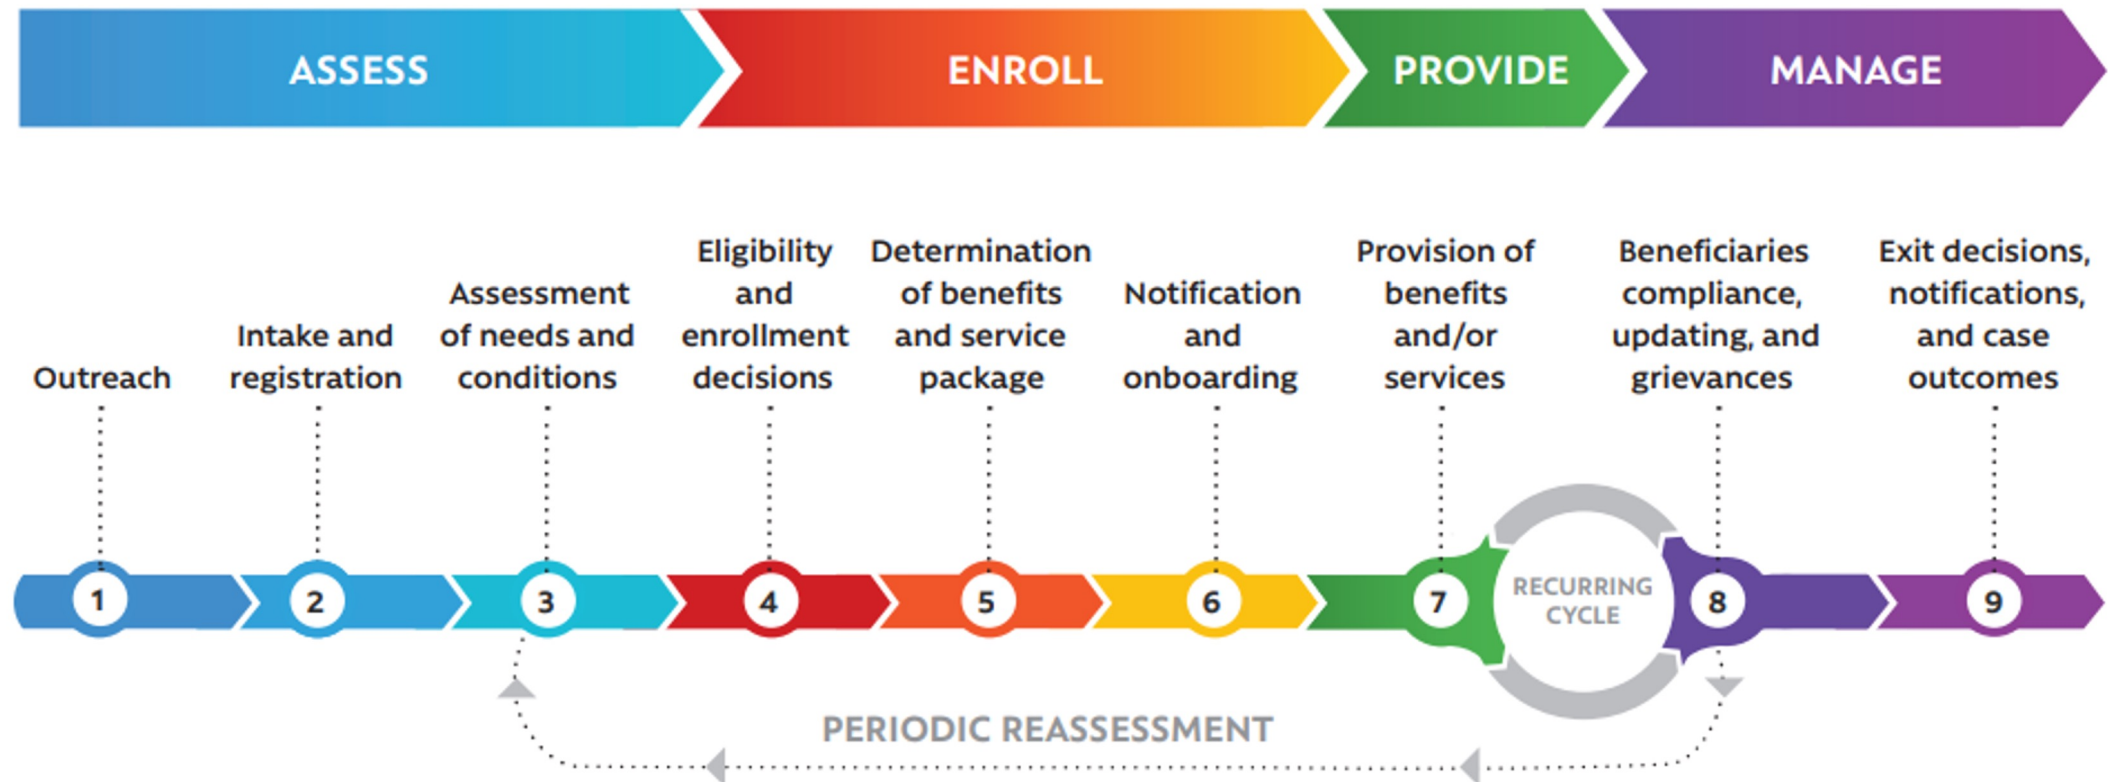 ASSESS
ENROLL
PROVIDE
MANAGE
Outreach
Intake and
registration
Assessment
of needs and
conditions
Eligibility
and
enrollment
decisions
Determination
of benefits
and service
package
Notification
and
onboarding
Provision of
benefits
and/or
services
Beneficiaries
compliance,
updating, and
grievances
Exit decisions,
notifications,
and case
outcomes
1
2
3
4
5
6
7
RECURRING
CYCLE
8
9
PERIODIC REASSESSMENT